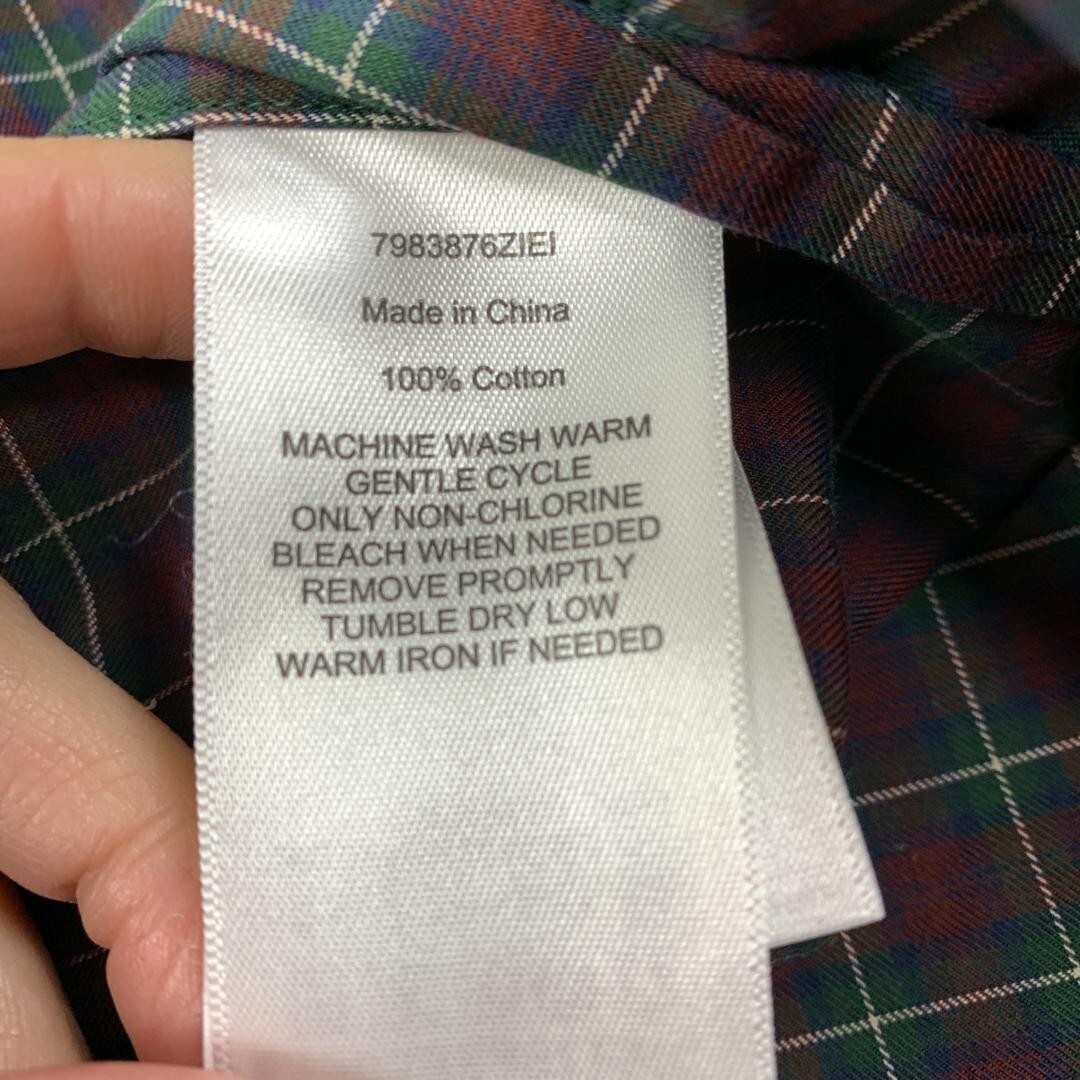 7983876ZIEI
Made in China
100% Cotton
MACHINE WASH WARM
GENTLE CYCLE
ONLY NON-CHLORINE
BLEACH WHEN NEEDED
REMOVE PROMPTLY
TUMBLE DRY LOW
WARM IRON IF NEEDED